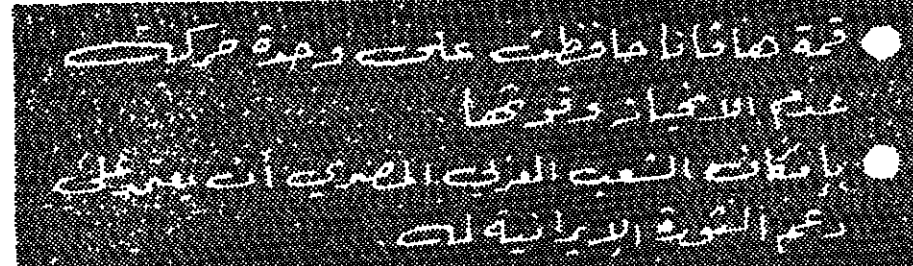 ● قمة هافانا حافظت على وحدة حركة
عدم الانحياز وقوتها
● بإمكان الشعب العربي المصري أن يعتمد على
دعم الثورة الإيرانية له